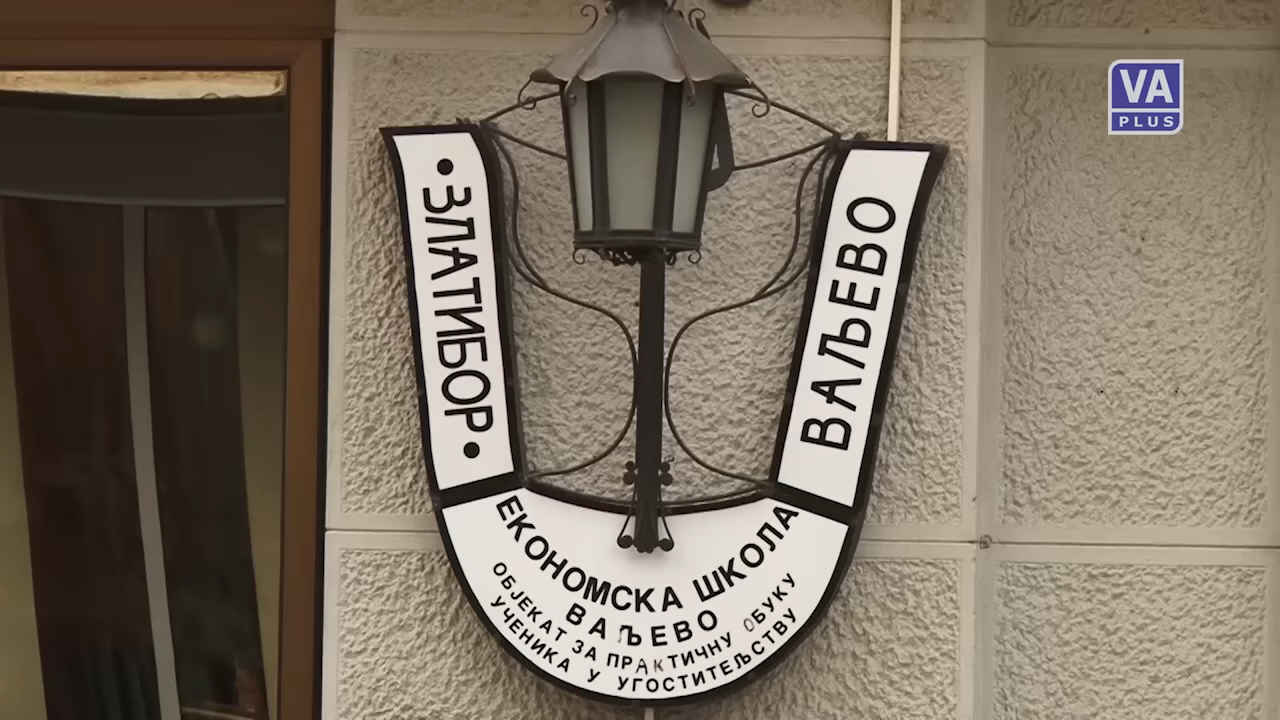 • ЗЛАТИБОР •
ВАЉЕВО
ЕКОНОМСКА ШКОЛА
ВАЉЕВО
ОБЈЕКАТ ЗА ПРАКТИЧНУ ОБУКУ
УЧЕНИКА У УГОСТИТЕЉСТВУ
VA
PLUS